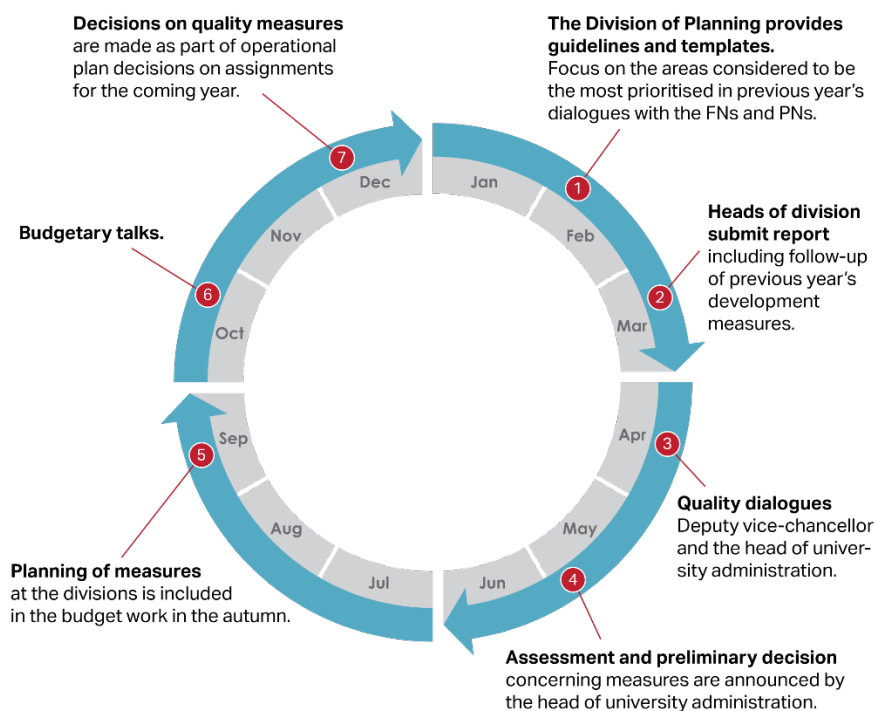 Decisions on quality measures
are made as part of operational
plan decisions on assignments
for the coming year.
The Division of Planning provides
guidelines and templates.
Focus on the areas considered to be
the most prioritised in previous year's
dialogues with the FNs and PNs.
7
Dec
Jan
1
Nov
Feb
Heads of division
submit report
including follow-up
of previous year's
development
measures.
Budgetary talks.
6
2
Oct
Mar
Sep
Apr
5
3
Quality dialogues
Deputy vice-chancellor
and the head of univer-
sity administration.
Aug
May
Planning of measures
at the divisions is included
in the budget work in the autumn.
Jul
Jun
4
Assessment and preliminary decision
concerning measures are announced by
the head of university administration.